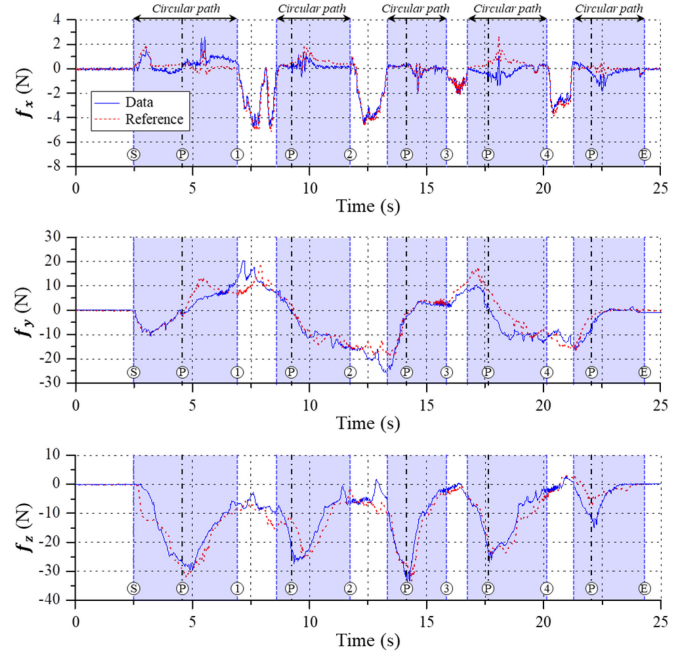 Circular path Circular path Circular path Circular path Circular path
4
2
0
-2
-4
-6
-8
f_x (N)
Data
Reference
S P 1 P 2 P 3 P 4 P E
0 5 10 15 20 25
Time (s)
30
20
10
0
-10
-20
-30
f_y (N)
S P 1 P 2 P 3 P 4 P E
0 5 10 15 20 25
Time (s)
10
0
-10
-20
-30
-40
f_z (N)
S P 1 P 2 P 3 P 4 P E
0 5 10 15 20 25
Time (s)